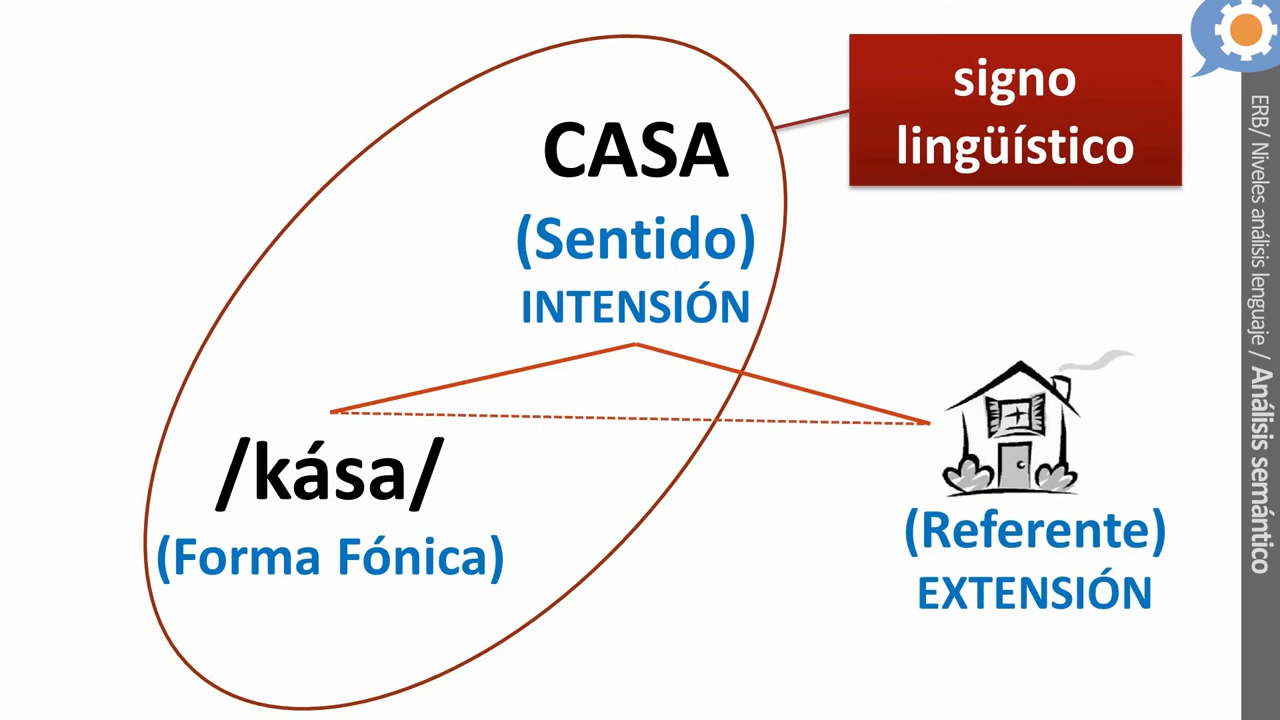 signo
lingüístico
CASA
(Sentido)
INTENSIÓN
/kása/
(Forma Fónica)
(Referente)
EXTENSIÓN
ERB/ Niveles análisis lenguaje / Análisis semántico